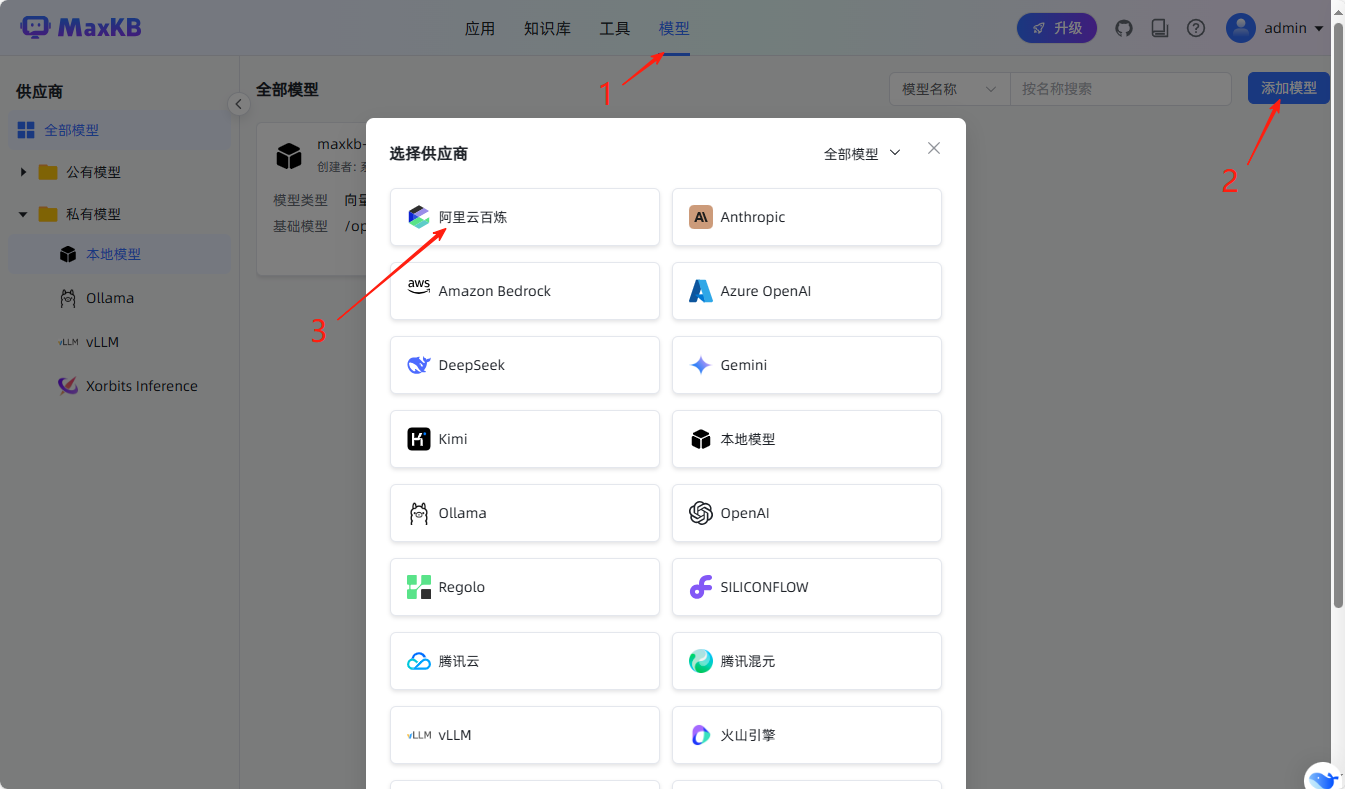 MaxKB
应用 知识库 工具 模型
升级
admin
1
供应商
全部模型
公有模型
私有模型
本地模型
Ollama
vLLM
vLLM
Xorbits Inference
全部模型
模型名称
按名称搜索
添加模型
2
maxkb-
创建者:
模型类型 向量
基础模型 /op
选择供应商
全部模型
阿里云百炼
3
AI Anthropic
aws Amazon Bedrock
Azure OpenAI
DeepSeek
Gemini
Kimi
本地模型
Ollama
OpenAI
Regolo
SILICONFLOW
腾讯云
腾讯混元
vLLM vLLM
火山引擎